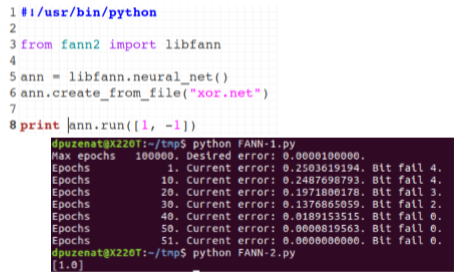 1 #!/usr/bin/python
2
3 from fann2 import libfann
4
5 ann = libfann.neural_net()
6 ann.create_from_file("xor.net")
7
8 print ann.run([1, -1])
dpuzenat@X220T:~/tmp$ python FANN-1.py
Max epochs   100000. Desired error: 0.0000100000.
Epochs            1. Current error: 0.2503619194. Bit fail 4.
Epochs           10. Current error: 0.2487698793. Bit fail 4.
Epochs           20. Current error: 0.1971800178. Bit fail 3.
Epochs           30. Current error: 0.1376865059. Bit fail 2.
Epochs           40. Current error: 0.0189153515. Bit fail 0.
Epochs           50. Current error: 0.0000819563. Bit fail 0.
Epochs           51. Current error: 0.0000000000. Bit fail 0.
dpuzenat@X220T:~/tmp$ python FANN-2.py
[1.0]